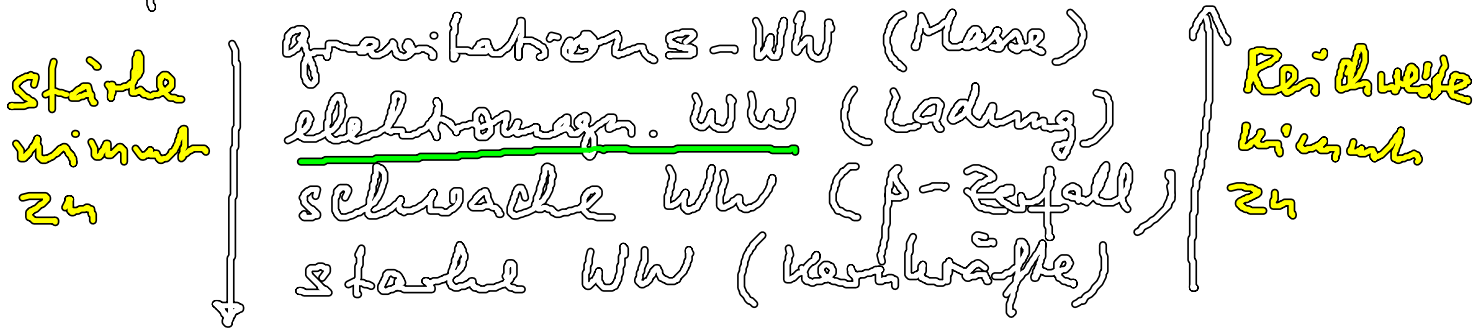 Stärke
nimmt
zu
gravitations-WW (Masse)
elektromagn. WW (Ladung)
schwache WW (β-Zerfall)
starke WW (Kernkräfte)
Reichweite
nimmt
zu